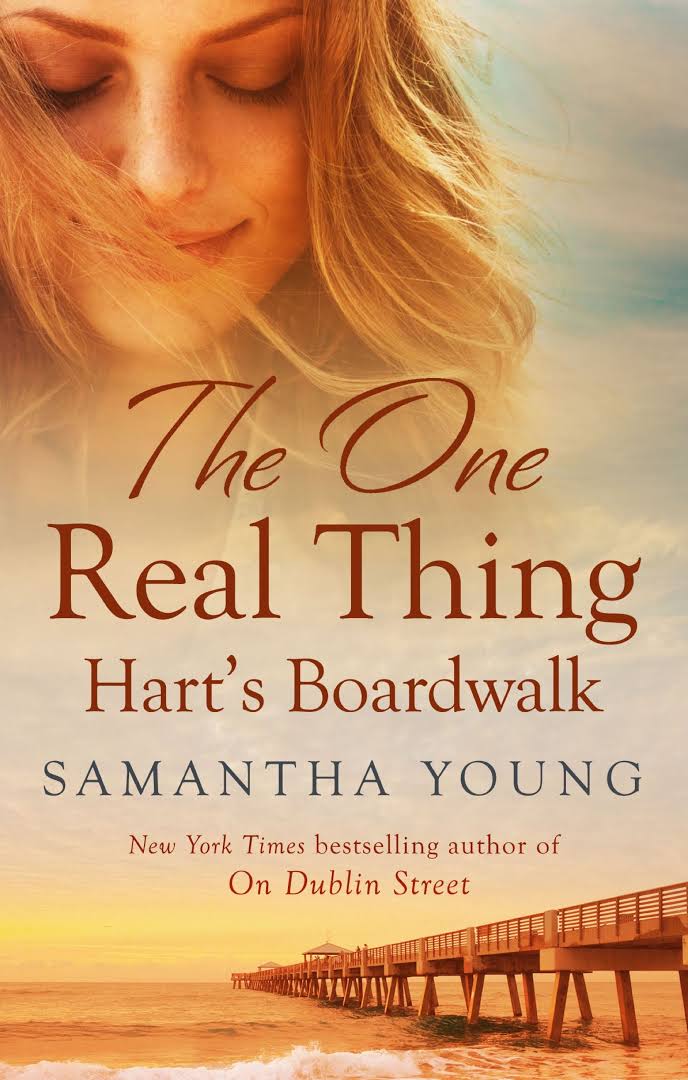 The One
Real Thing
Hart's Boardwalk
SAMANTHA YOUNG
New York Times bestselling author of
On Dublin Street